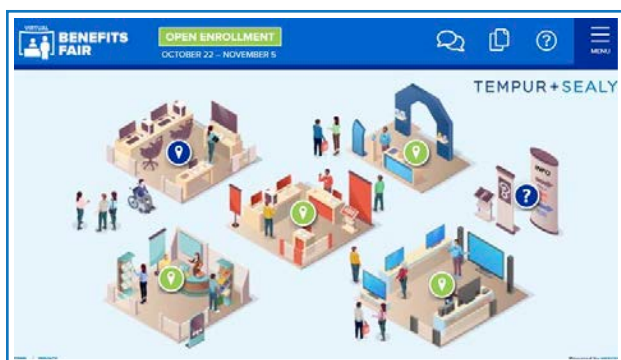 VIRTUAL
BENEFITS
FAIR
OPEN ENROLLMENT
OCTOBER 22 – NOVEMBER 5
MENU
TEMPUR+SEALY
INFO
?
?